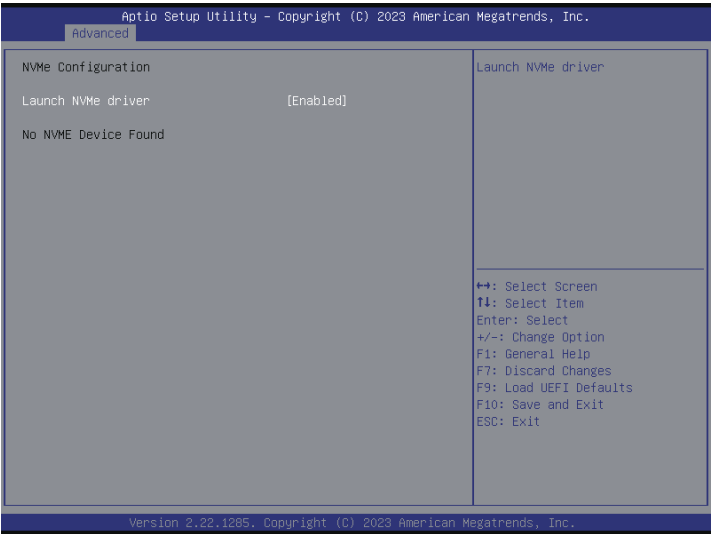 Aptio Setup Utility – Copyright (C) 2023 American Megatrends, Inc.
Advanced
NVMe Configuration
Launch NVMe driver [Enabled]
No NVME Device Found
Launch NVMe driver
↔: Select Screen
↑↓: Select Item
Enter: Select
+/-: Change Option
F1: General Help
F7: Discard Changes
F9: Load UEFI Defaults
F10: Save and Exit
ESC: Exit
Version 2.22.1285. Copyright (C) 2023 American Megatrends, Inc.